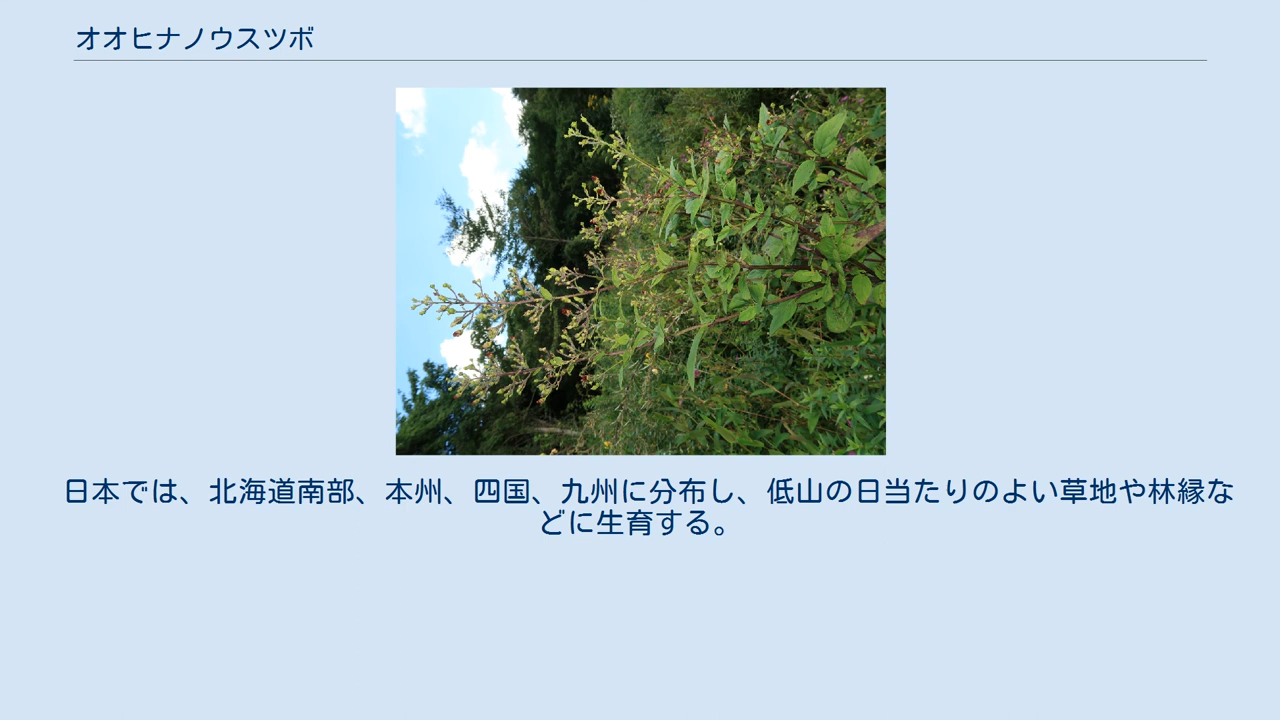 オオヒナノウスツボ
日本では、北海道南部、本州、四国、九州に分布し、低山の日当たりのよい草地や林縁な
どに生育する。